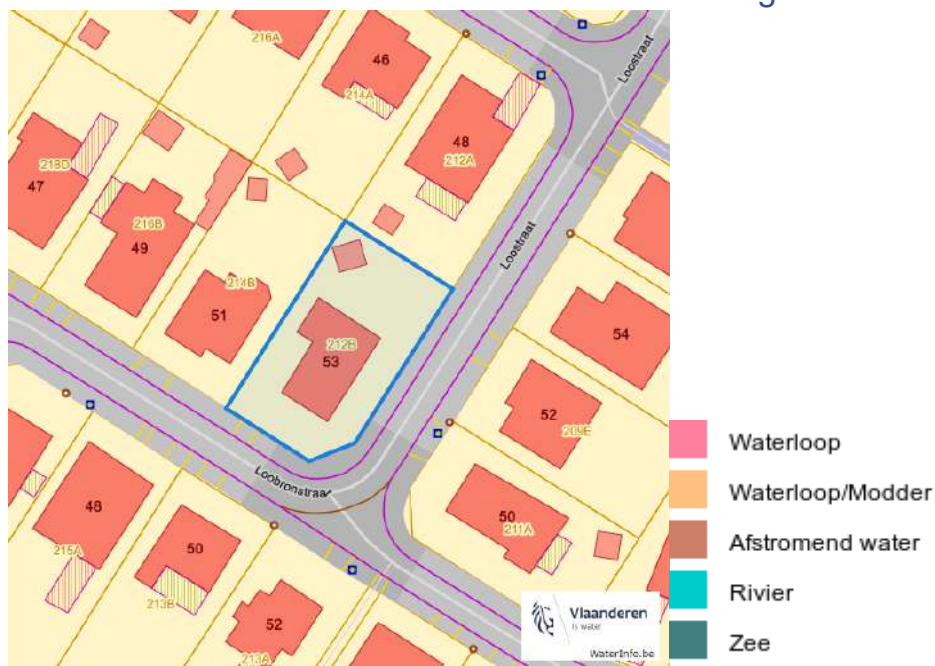 216A
46
214A
Loostraat
48
212A
218D
47
216B
49
Loostraat
214B
51
212B
53
54
52
209E
Loobronstraat
48
215A
50
213B
50
211A
52
213A
Vlaanderen
is water
WaterInfo.be
Waterloop
Waterloop/Modder
Afstromend water
Rivier
Zee